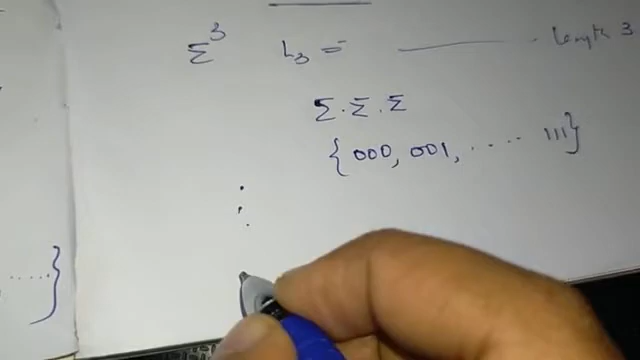 Σ³ L₃ = ——— . Length 3
Σ . Σ . Σ
{ 000, 001, ..... 111}
.....}